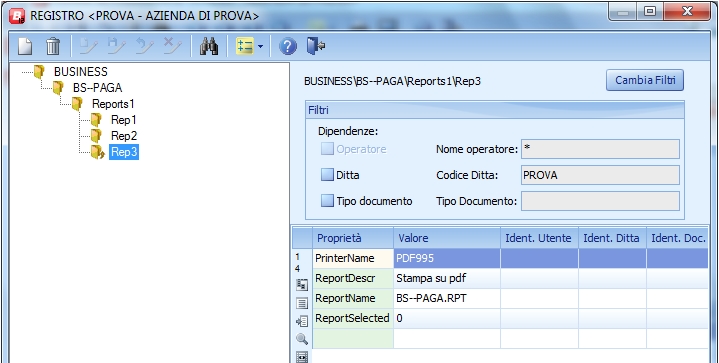 REGISTRO <PROVA - AZIENDA DI PROVA>
BUSINESS
BS--PAGA
Reports1
Rep1
Rep2
Rep3
BUSINESS\BS--PAGA\Reports1\Rep3
Cambia Filtri
Filtri
Dipendenze:
Operatore Nome operatore: *
Ditta Codice Ditta: PROVA
Tipo documento Tipo Documento:
Proprietà Valore Ident. Utente Ident. Ditta Ident. Doc.
1
4
PrinterName PDF995
ReportDescr Stampa su pdf
ReportName BS--PAGA.RPT
ReportSelected 0